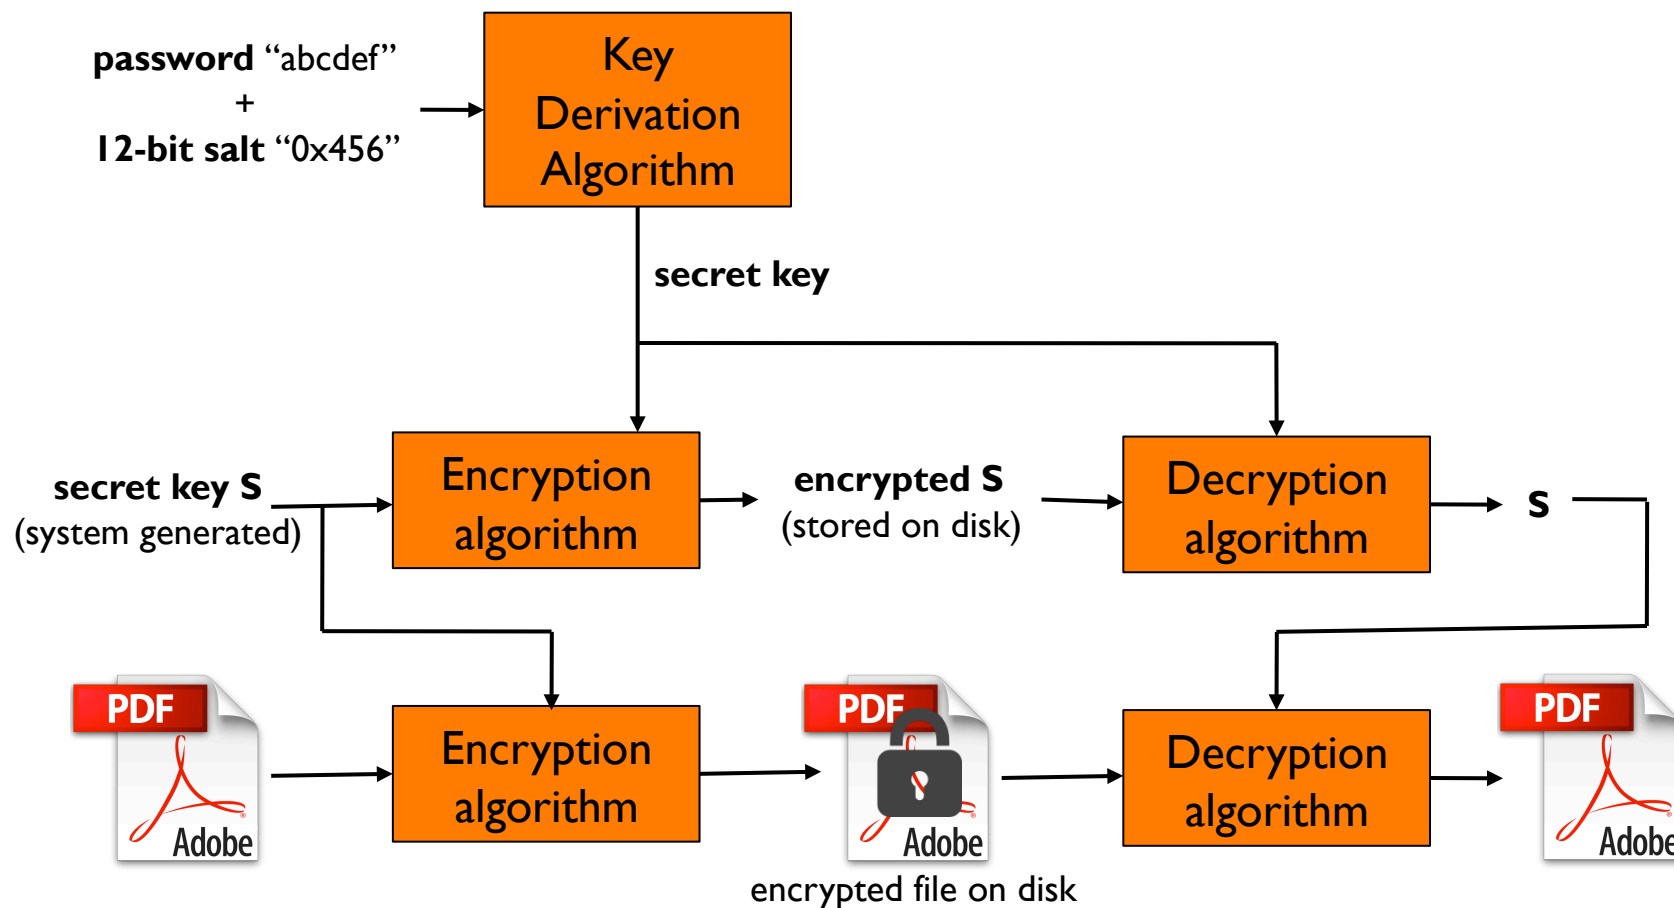 password “abcdef”
+
12-bit salt “0x456”
Key
Derivation
Algorithm
secret key
secret key S
(system generated)
Encryption
algorithm
encrypted S
(stored on disk)
Decryption
algorithm
S
PDF
Adobe
Encryption
algorithm
PDF
Adobe
encrypted file on disk
Decryption
algorithm
PDF
Adobe